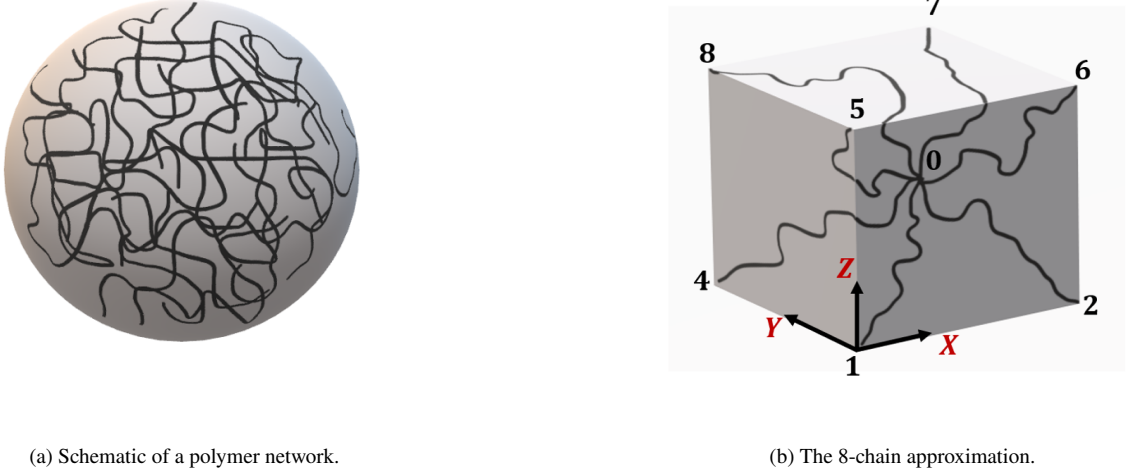 7
8
6
5
0
4
Z
2
Y
X
1
(a) Schematic of a polymer network.
(b) The 8-chain approximation.